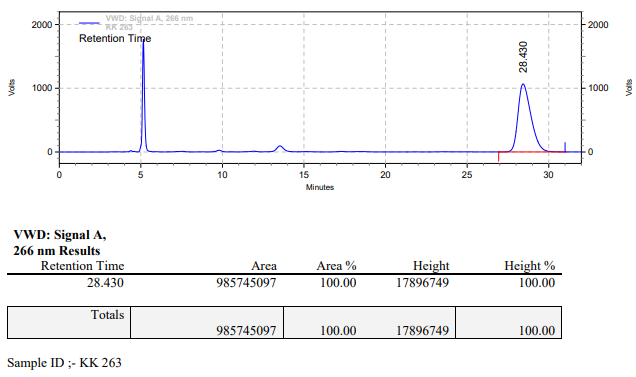 VWD: Signal A, 266 nm
KK 263
Retention Time
28.430
Volts
2000
1000
0
2000
1000
0
Volts
0 5 10 15 20 25 30
Minutes
VWD: Signal A,
266 nm Results
Retention Time Area Area % Height Height %
28.430 985745097 100.00 17896749 100.00
Totals
985745097 100.00 17896749 100.00
Sample ID ;- KK 263